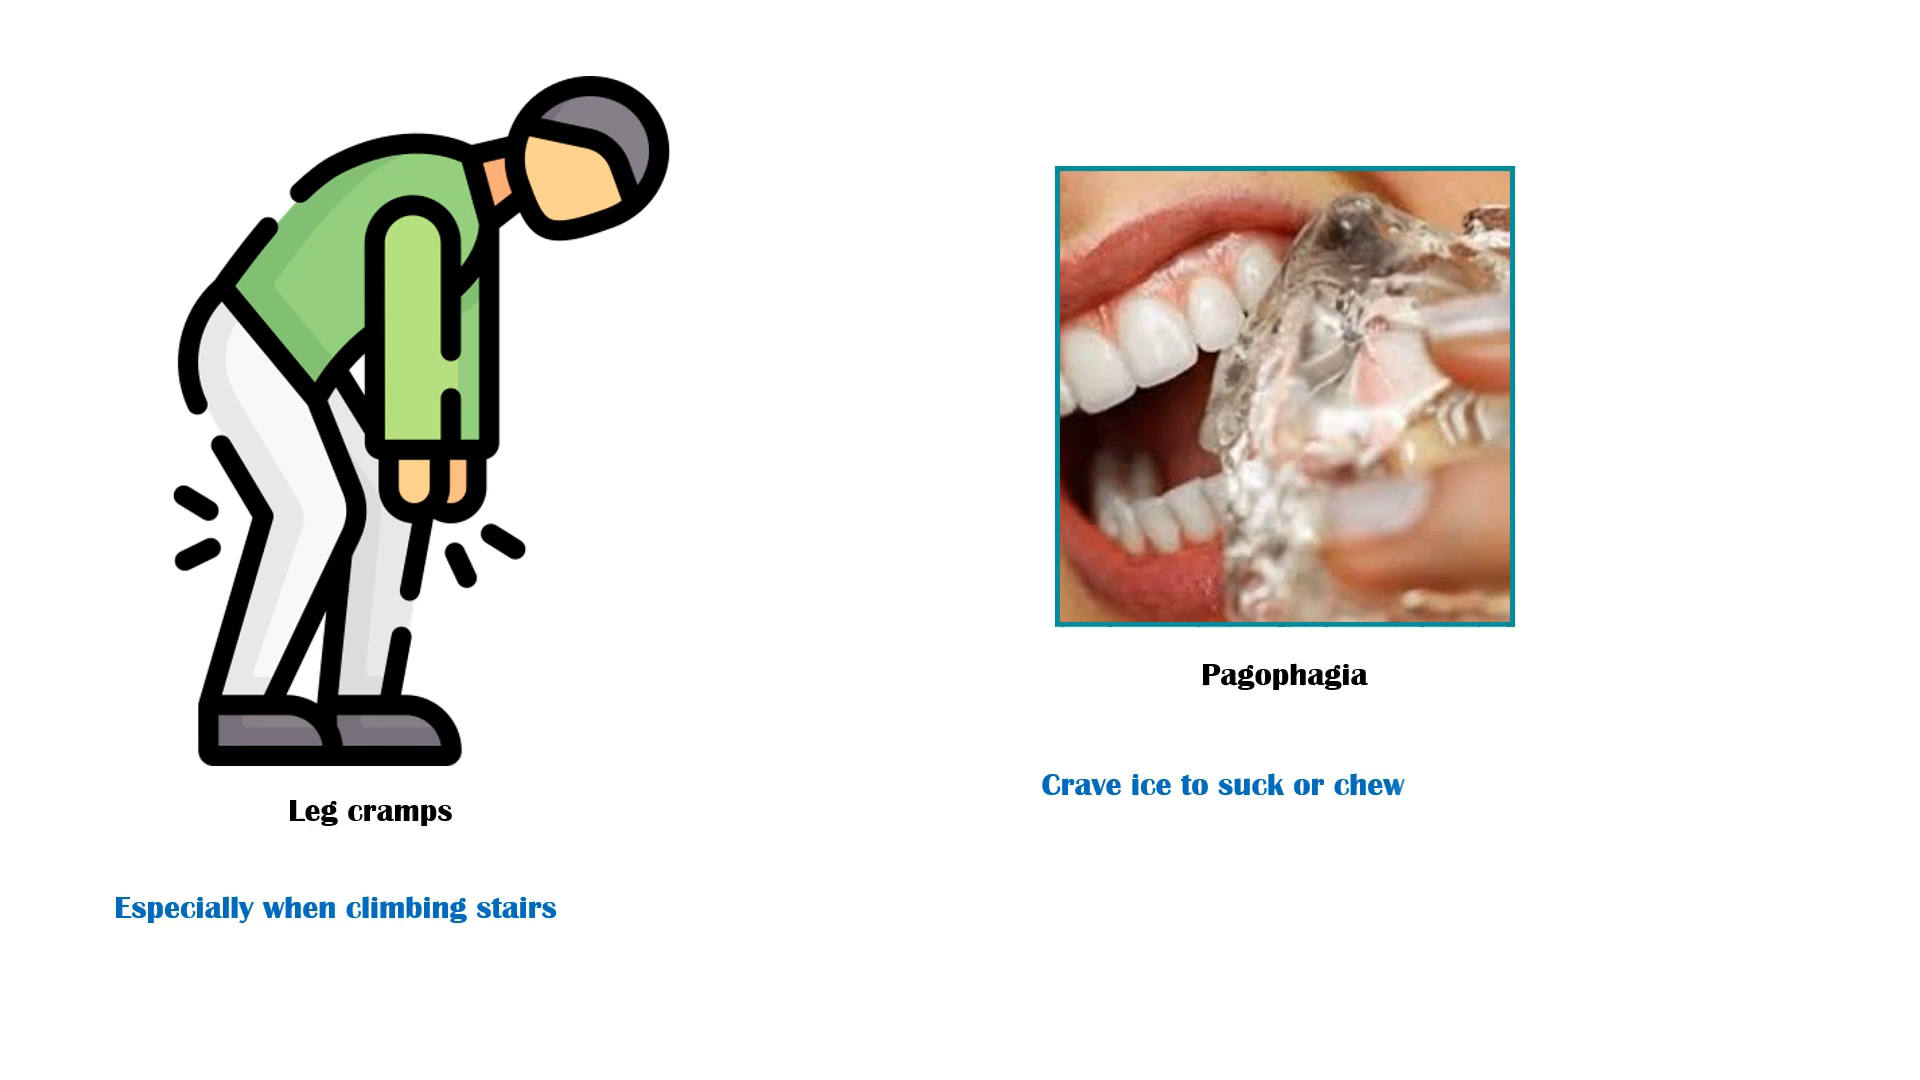 Leg cramps
Especially when climbing stairs
Pagophagia
Crave ice to suck or chew